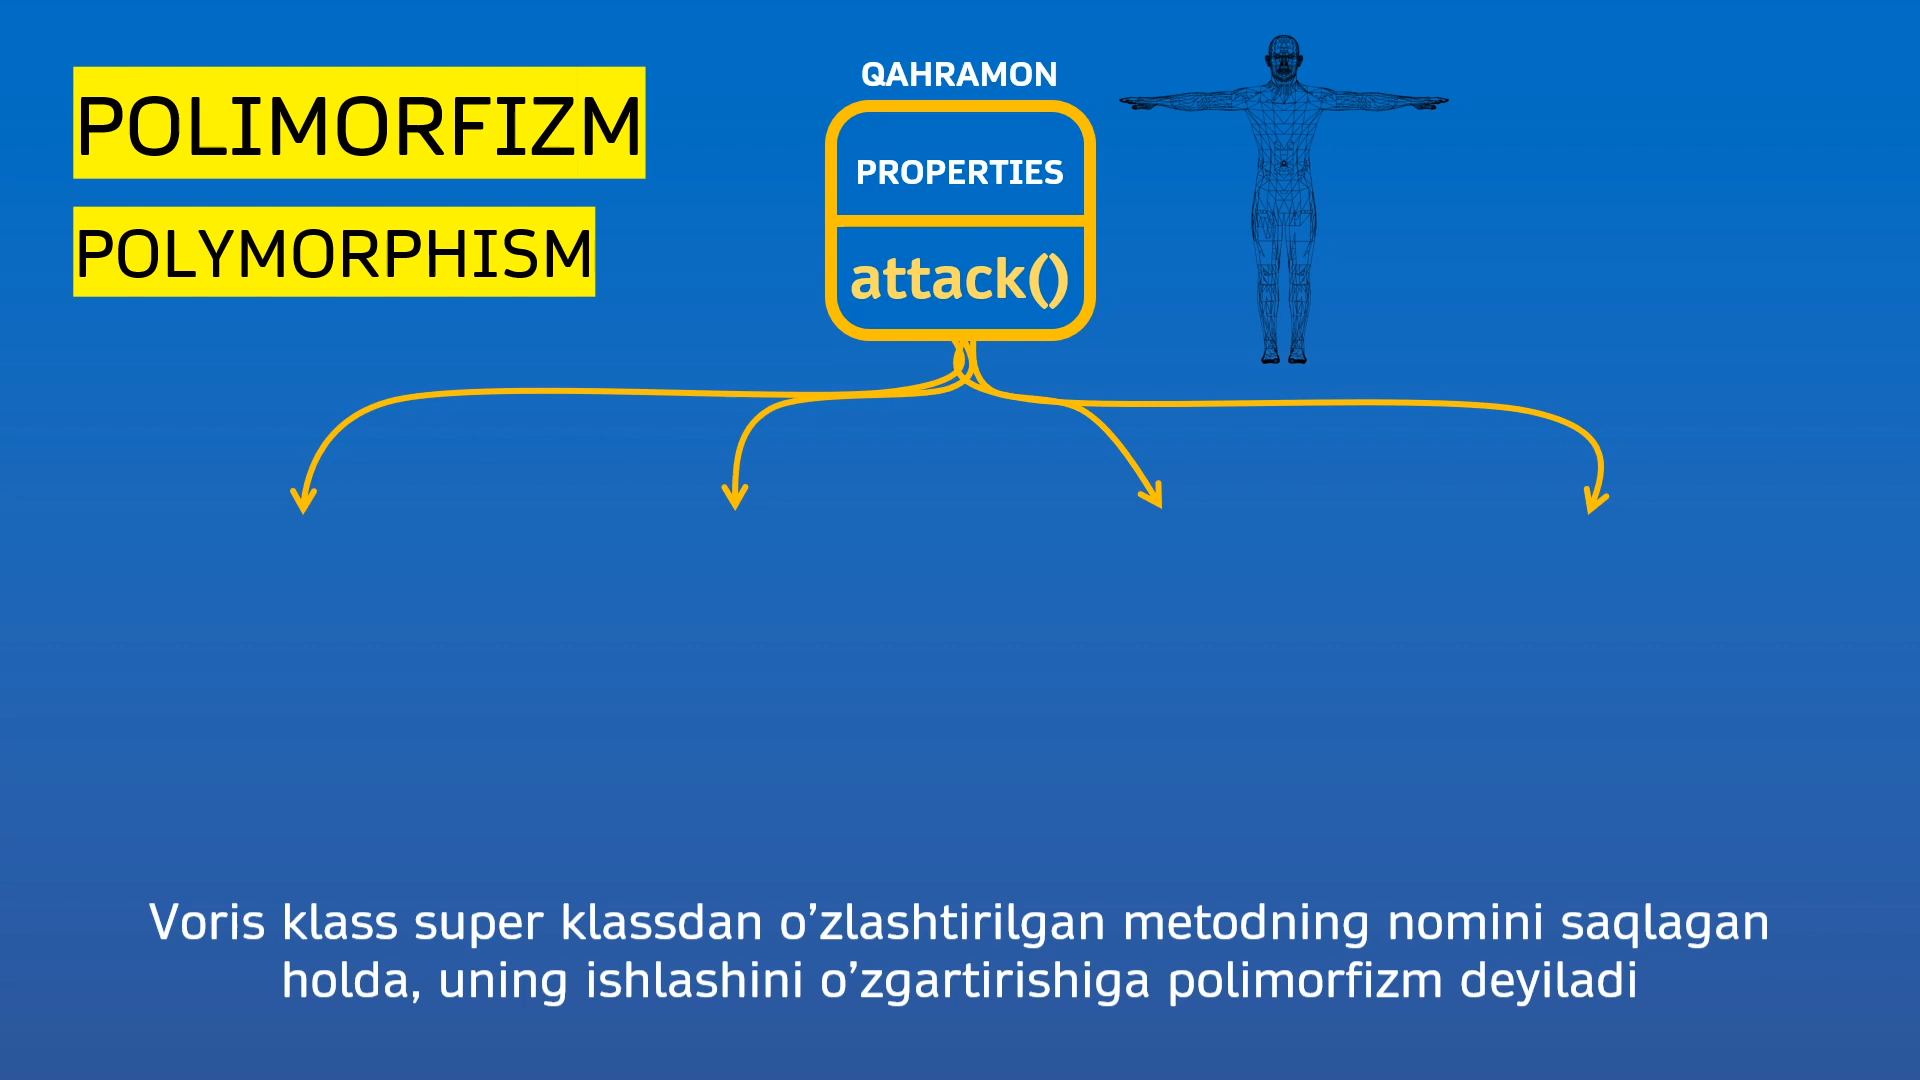 POLIMORFIZM
POLYMORPHISM
QAHRAMON
PROPERTIES
attack()
Voris klass super klassdan o’zlashtirilgan metodning nomini saqlagan
holda, uning ishlashini o’zgartirishiga polimorfizm deyiladi